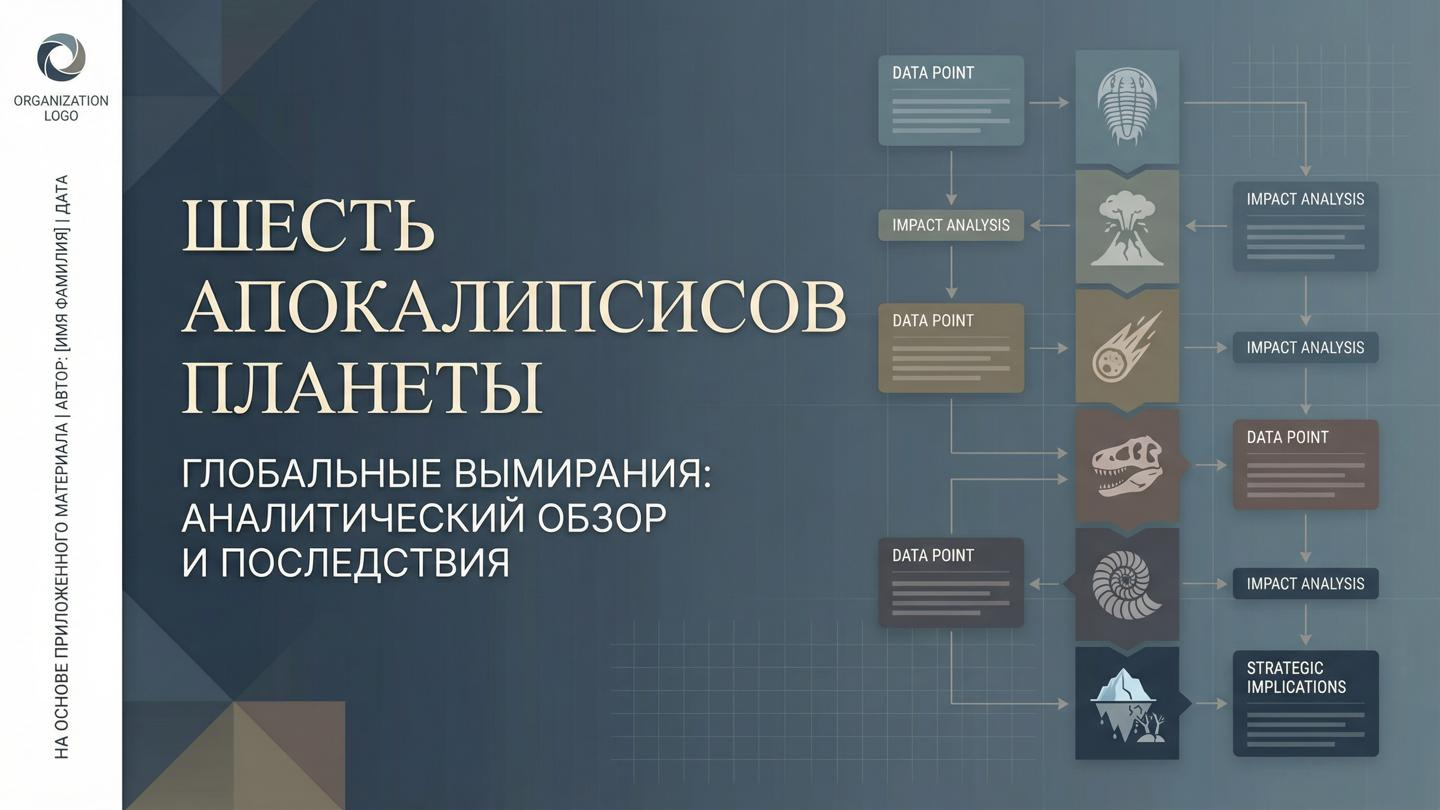 ORGANIZATION
LOGO
НА ОСНОВЕ ПРИЛОЖЕННОГО МАТЕРИАЛА | АВТОР: [ИМЯ ФАМИЛИЯ] | ДАТА
ШЕСТЬ
АПОКАЛИПСИСОВ
ПЛАНЕТЫ
ГЛОБАЛЬНЫЕ ВЫМИРАНИЯ:
АНАЛИТИЧЕСКИЙ ОБЗОР
И ПОСЛЕДСТВИЯ
DATA POINT
IMPACT ANALYSIS
DATA POINT
DATA POINT
IMPACT ANALYSIS
IMPACT ANALYSIS
DATA POINT
IMPACT ANALYSIS
STRATEGIC
IMPLICATIONS